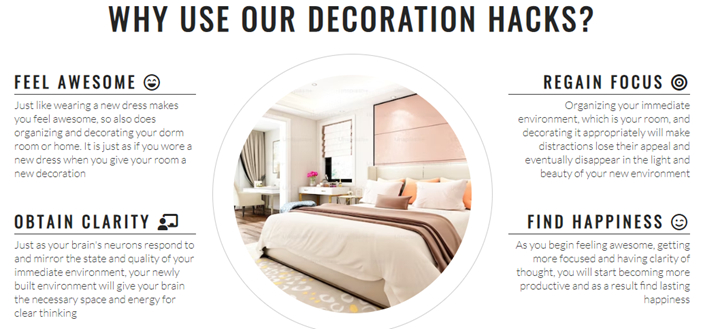 WHY USE OUR DECORATION HACKS?
FEEL AWESOME
Just like wearing a new dress makes
you feel awesome, so also does
organizing and decorating your dorm
room or home. It is just as if you wore a
new dress when you give your room a
new decoration
OBTAIN CLARITY
Just as your brain's neurons respond to
and mirror the state and quality of your
immediate environment, your newly
built environment will give your brain
the necessary space and energy for
clear thinking
REGAIN FOCUS
Organizing your immediate
environment, which is your room, and
decorating it appropriately will make
distractions lose their appeal and
eventually disappear in the light and
beauty of your new environment
FIND HAPPINESS
As you begin feeling awesome, getting
more focused and having clarity of
thought, you will start becoming more
productive and as a result find lasting
happiness